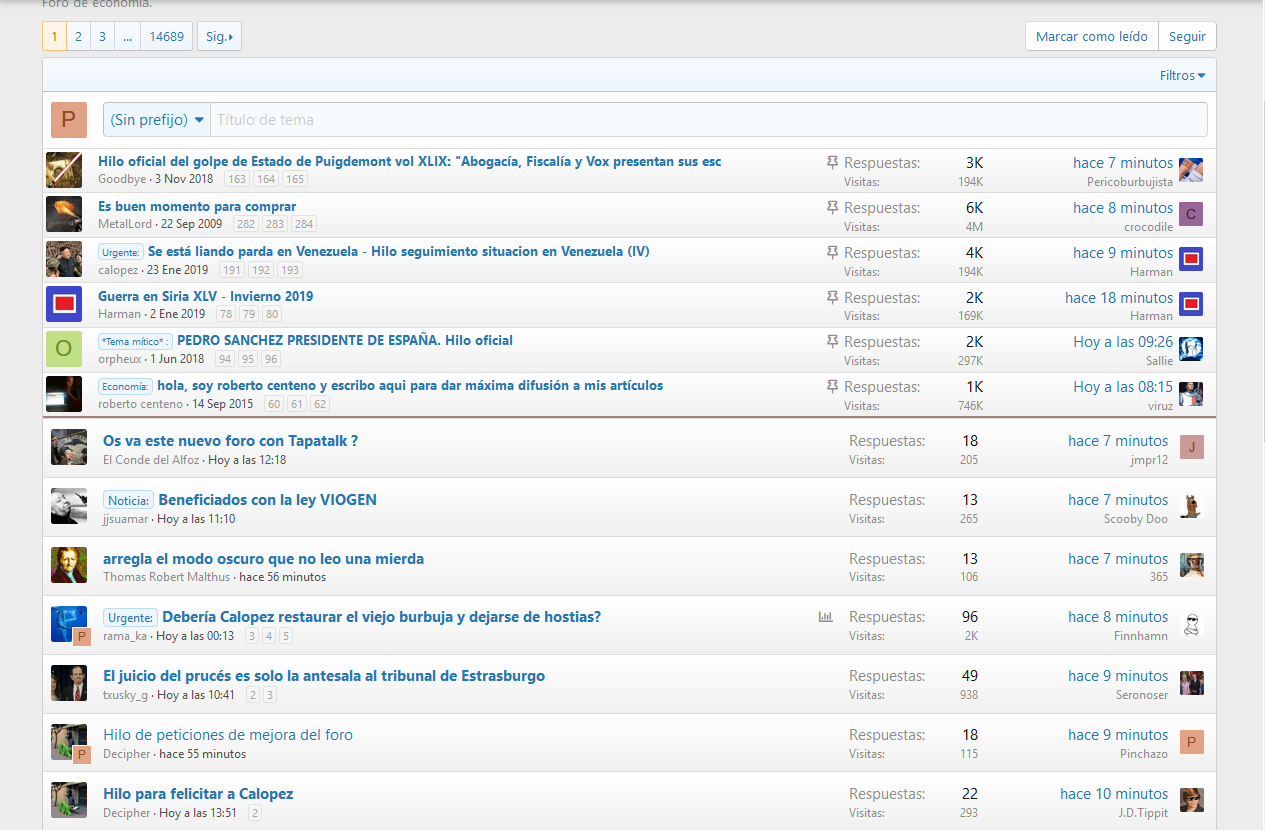 Foro de economía.
1 2 3 ... 14689 Sig. Marcar como leído Seguir
Filtros
P (Sin prefijo) Título de tema
Hilo oficial del golpe de Estado de Puigdemont vol XLIX: "Abogacía, Fiscalía y Vox presentan sus esc Respuestas: 3K hace 7 minutos
Goodbye · 3 Nov 2018 163 164 165 Visitas: 194K Pericoburbujista
Es buen momento para comprar Respuestas: 6K hace 8 minutos C
MetalLord · 22 Sep 2009 282 283 284 Visitas: 4M crocodile
Urgente: Se está liando parda en Venezuela - Hilo seguimiento situacion en Venezuela (IV) Respuestas: 4K hace 9 minutos
calopez · 23 Ene 2019 191 192 193 Visitas: 194K Harman
Guerra en Siria XLV - Invierno 2019 Respuestas: 2K hace 18 minutos
Harman · 2 Ene 2019 78 79 80 Visitas: 169K Harman
O *Tema mítico* : PEDRO SANCHEZ PRESIDENTE DE ESPAÑA. Hilo oficial Respuestas: 2K Hoy a las 09:26
orpheux · 1 Jun 2018 94 95 96 Visitas: 297K Sallie
Economía: hola, soy roberto centeno y escribo aqui para dar máxima difusión a mis artículos Respuestas: 1K Hoy a las 08:15
roberto centeno · 14 Sep 2015 60 61 62 Visitas: 746K viruz
Os va este nuevo foro con Tapatalk ? Respuestas: 18 hace 7 minutos J
El Conde del Alfoz · Hoy a las 12:18 Visitas: 205 jmpr12
Noticia: Beneficiados con la ley VIOGEN Respuestas: 13 hace 7 minutos
jjsuamar · Hoy a las 11:10 Visitas: 265 Scooby Doo
arregla el modo oscuro que no leo una mierda Respuestas: 13 hace 7 minutos
Thomas Robert Malthus · hace 56 minutos Visitas: 106 365
Urgente: Debería Calopez restaurar el viejo burbuja y dejarse de hostias? Respuestas: 96 hace 8 minutos
P rama_ka · Hoy a las 00:13 3 4 5 Visitas: 2K Finnhamn
El juicio del prucés es solo la antesala al tribunal de Estrasburgo Respuestas: 49 hace 9 minutos
txusky_g · Hoy a las 10:41 2 3 Visitas: 938 Seronoser
Hilo de peticiones de mejora del foro Respuestas: 18 hace 9 minutos P
P Decipher · hace 55 minutos Visitas: 115 Pinchazo
Hilo para felicitar a Calopez Respuestas: 22 hace 10 minutos
Decipher · Hoy a las 13:51 2 Visitas: 293 J.D.Tippit